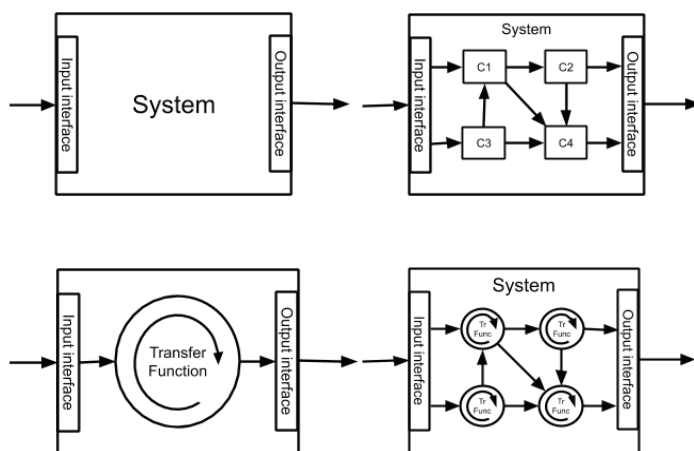 Input interface
System
Output interface
System
Input interface
C1
C2
C3
C4
Output interface
Input interface
Transfer
Function
Output interface
System
Input interface
Tr
Func
Tr
Func
Tr
Func
Tr
Func
Output interface